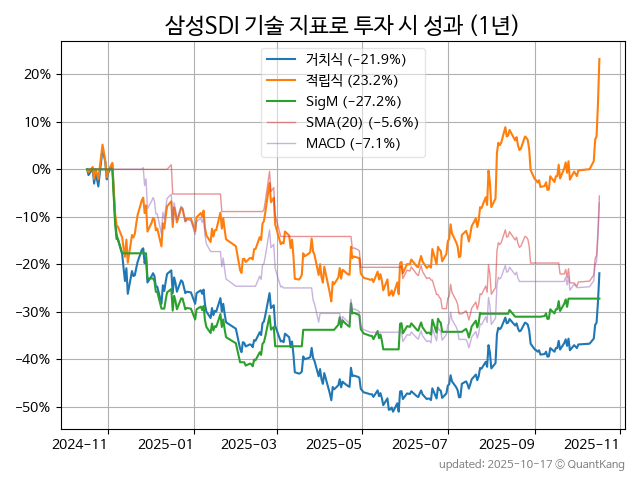 삼성SDI 기술 지표로 투자 시 성과 (1년)
거치식 (−21.9%)
적립식 (23.2%)
SigM (−27.2%)
SMA(20) (−5.6%)
MACD (−7.1%)
20%
10%
0%
−10%
−20%
−30%
−40%
−50%
2024-11 2025-01 2025-03 2025-05 2025-07 2025-09 2025-11
updated: 2025-10-17 © QuantKang